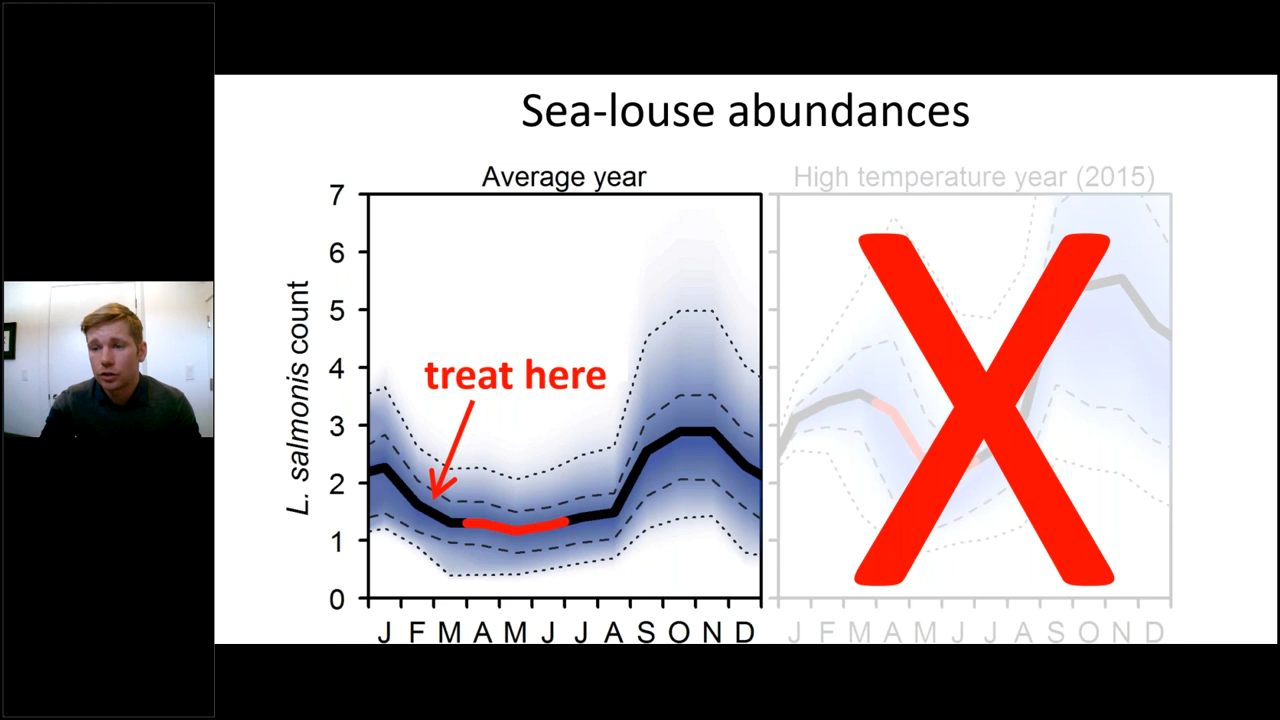 Sea-louse abundances
Average year
High temperature year (2015)
7
6
5
4
3
2
1
0
L. salmonis count
treat here
J F M A M J J A S O N D
J F M A M J J A S O N D